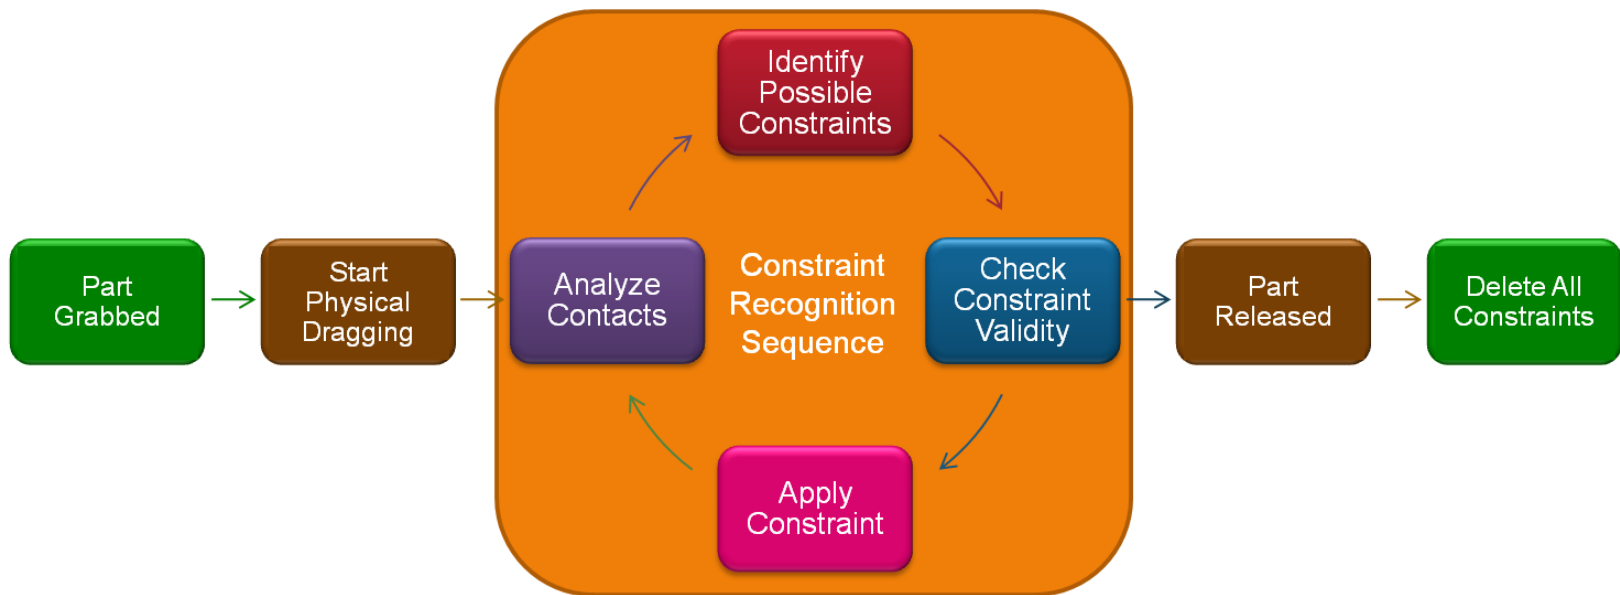 Identify
Possible
Constraints
Part
Grabbed
Start
Physical
Dragging
Analyze
Contacts
Constraint
Recognition
Sequence
Check
Constraint
Validity
Part
Released
Delete All
Constraints
Apply
Constraint